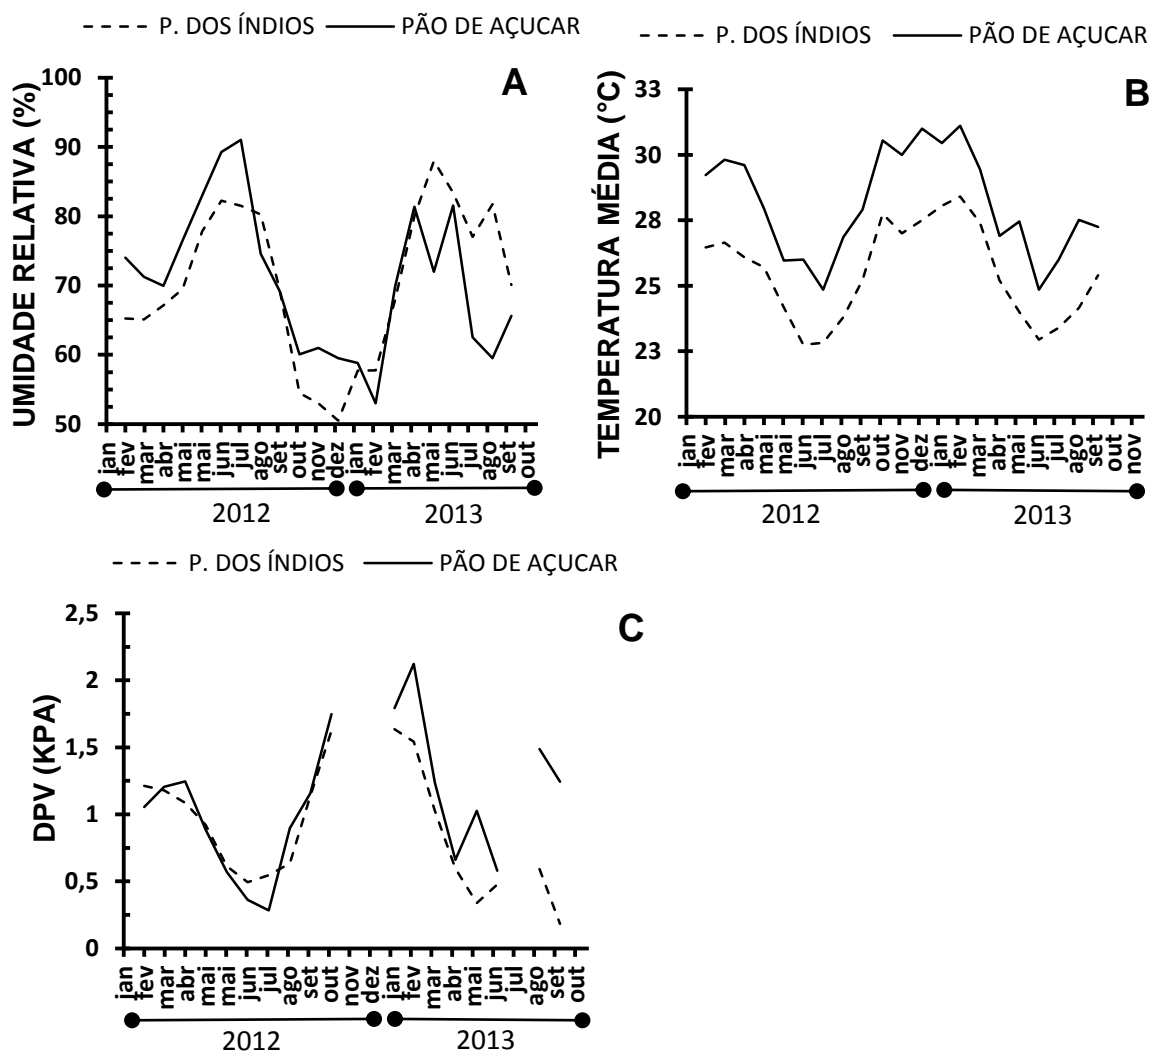 P. DOS ÍNDIOS PÃO DE AÇUCAR
A
UMIDADE RELATIVA (%)
100
90
80
70
60
50
jan fev mar abr mai mai jun jul ago set out nov dez jan fev mar abr mai jun jul ago set out
2012 2013
P. DOS ÍNDIOS PÃO DE AÇUCAR
B
TEMPERATURA MÉDIA (°C)
33
30
28
25
23
20
jan fev mar abr mai jun jul ago set out nov dez jan fev mar abr mai jun jul ago set out nov
2012 2013
P. DOS ÍNDIOS PÃO DE AÇUCAR
C
DPV (KPA)
2,5
2
1,5
1
0,5
0
jan fev mar abr mai mai jun jul ago set out nov dez jan fev mar abr mai jun jul ago set out
2012 2013